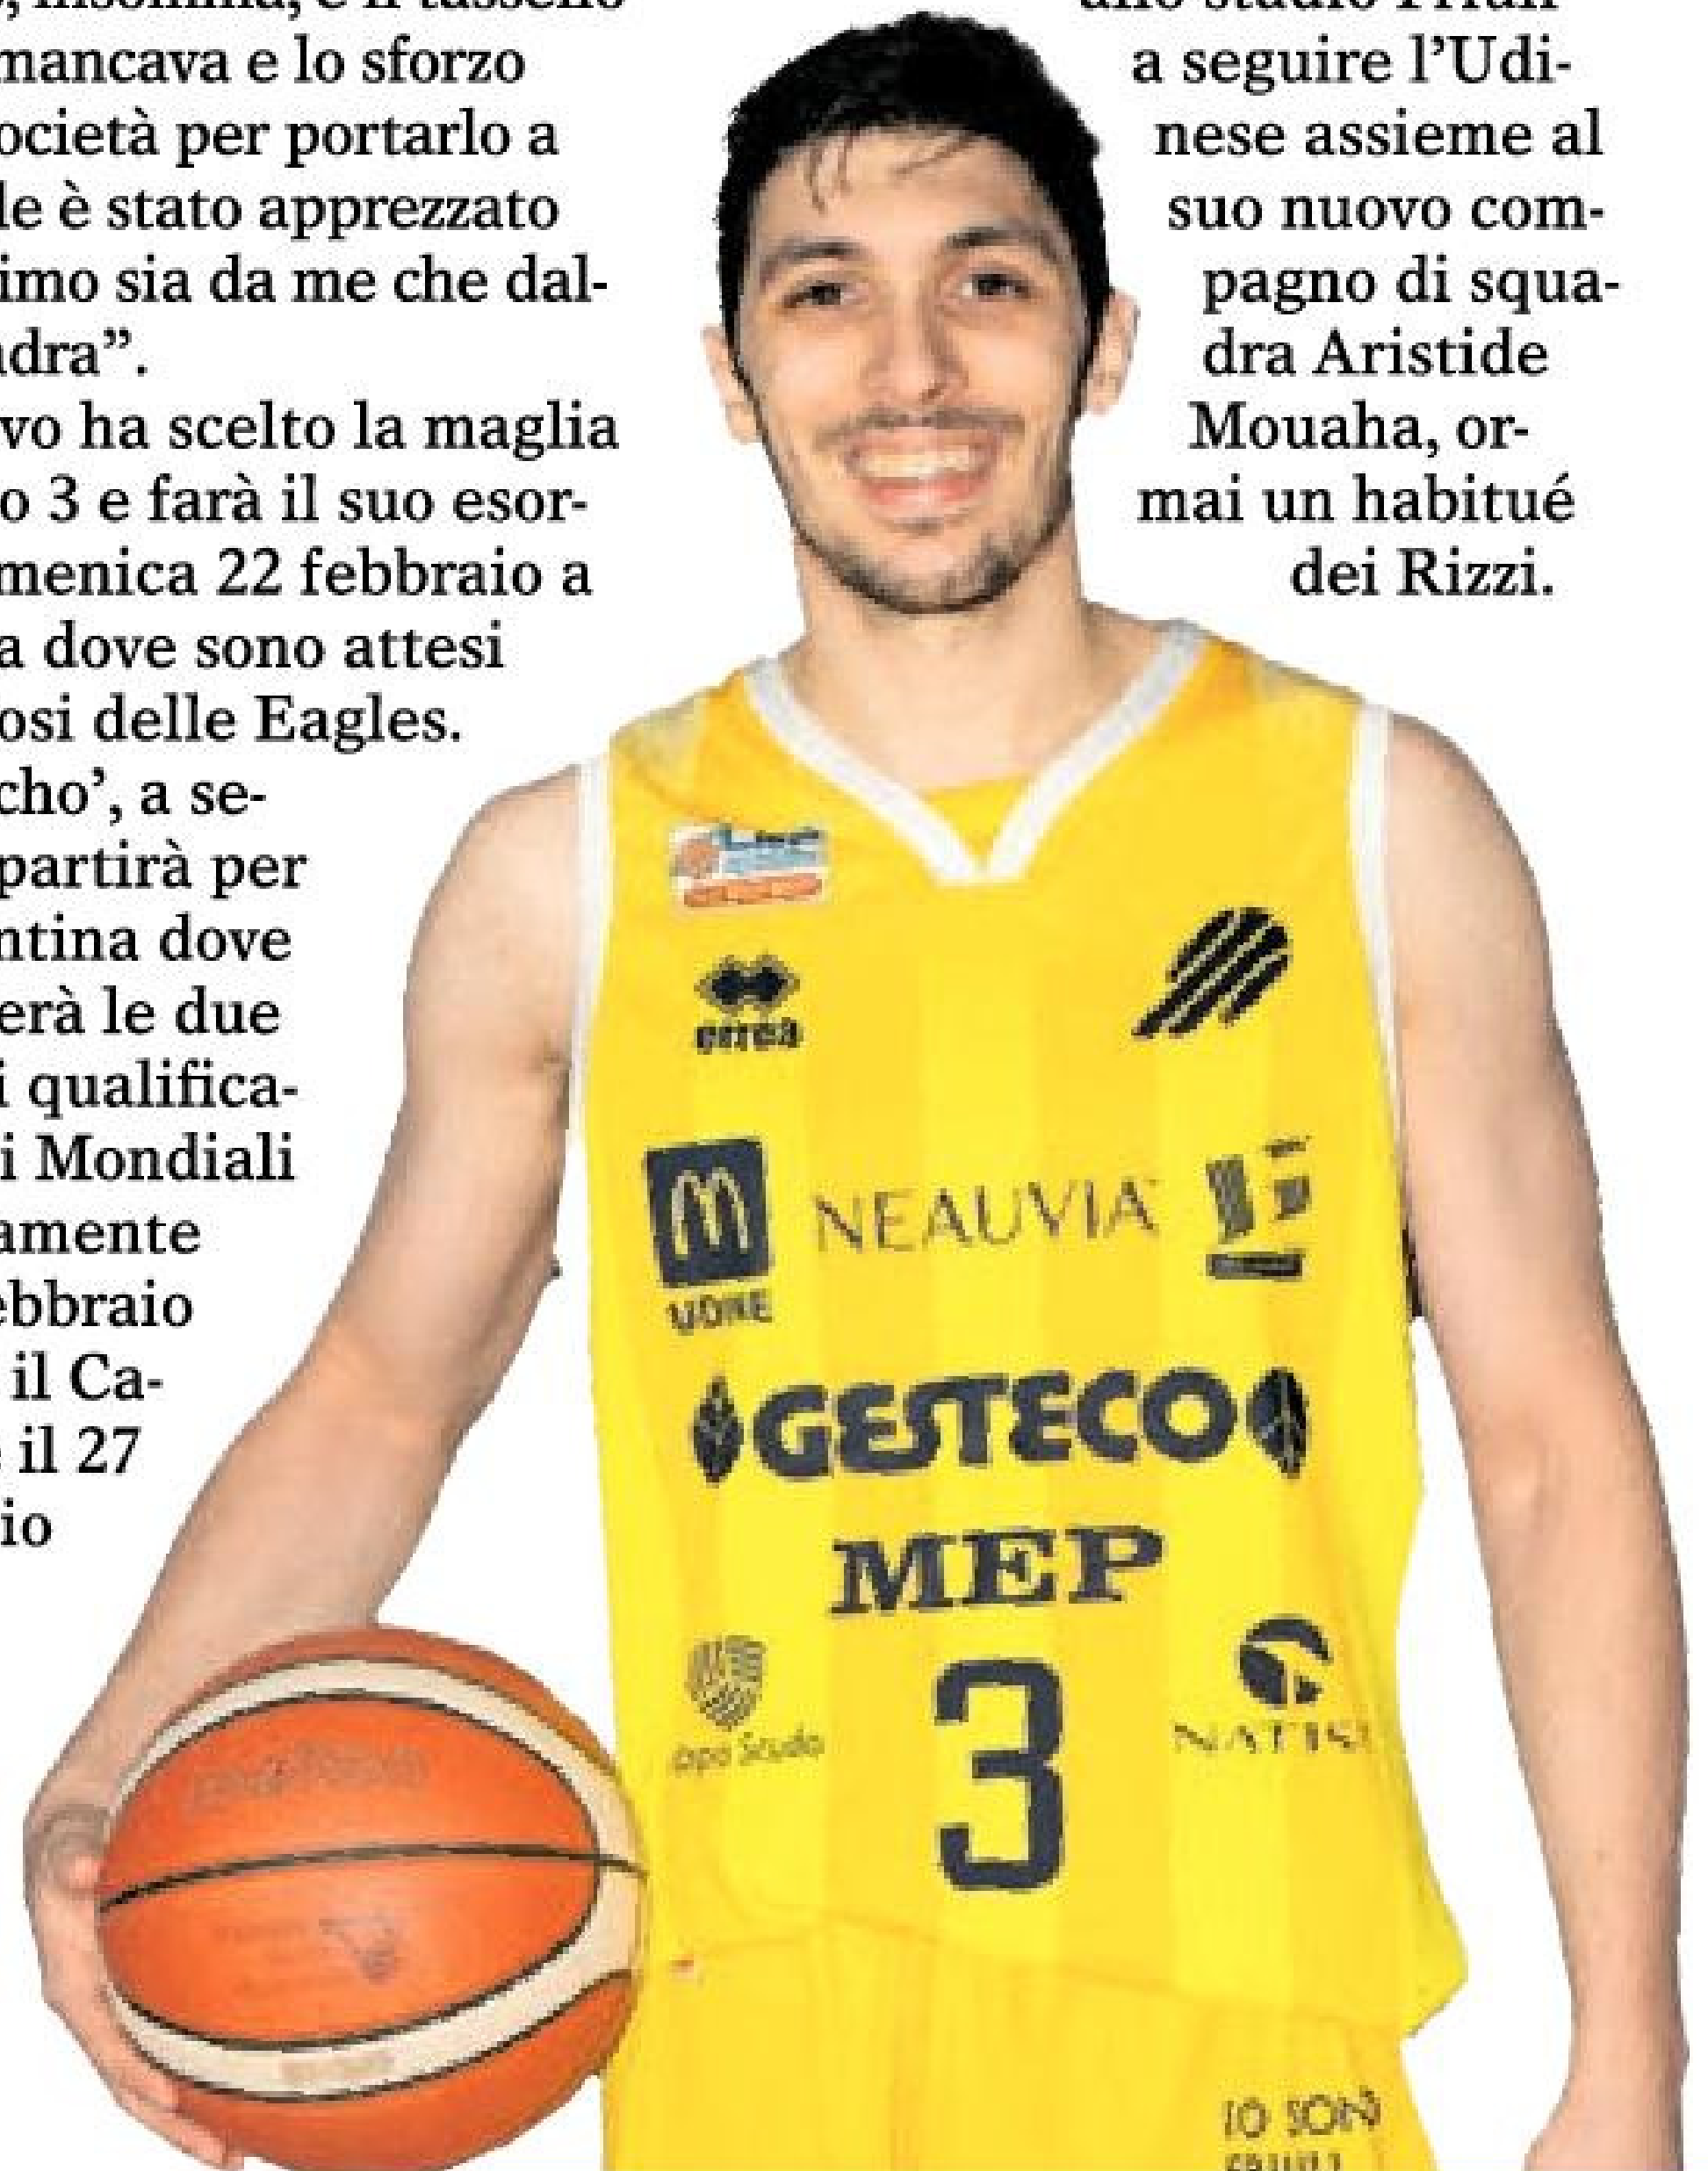 mancava e lo sforzo
ocietà per portarlo a
le è stato apprezzato
imo sia da me che dal-
adra”.
vo ha scelto la maglia
o 3 e farà il suo esor-
menica 22 febbraio a
a dove sono attesi
osi delle Eagles.
cho’, a se-
partirà per
ntina dove
erà le due
i qualifica-
i Mondiali
amente
ebbraio
il Ca-
e il 27
io
a seguire l’Udi-
nese assieme al
suo nuovo com-
pagno di squa-
dra Aristide
Mouaha, or-
mai un habitué
dei Rizzi.
errea
NEAUVIA
UDINE
GESTECO
MEP
3
Scudo
IO SONO